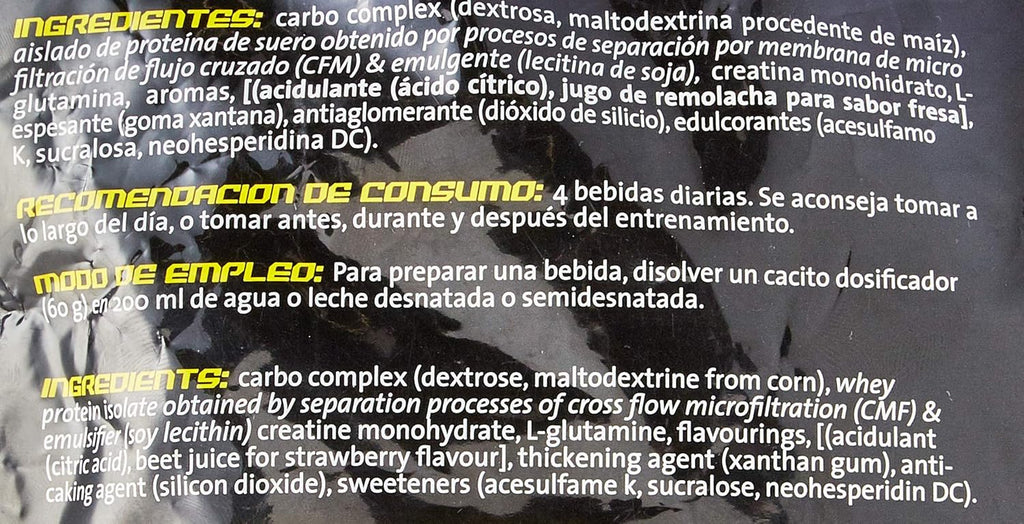 INGREDIENTES: carbo complex (dextrosa, maltodextrina procedente de maíz),
aislado de proteína de suero obtenido por procesos de separación por membrana de micro
filtración de flujo cruzado (CFM) & emulgente (lecitina de soja), creatina monohidrato, L-
glutamina, aromas, [(acidulante (ácido cítrico), jugo de remolacha para sabor fresa],
espesante (goma xantana), antiaglomerante (dióxido de silicio), edulcorantes (acesulfamo
K, sucralosa, neohesperidina DC).
RECOMENDACION DE CONSUMO: 4 bebidas diarias. Se aconseja tomar a
lo largo del día, o tomar antes, durante y después del entrenamiento.
MODO DE EMPLEO: Para preparar una bebida, disolver un cacito dosificador
(60 g) en 200 ml de agua o leche desnatada o semidesnatada.
INGREDIENTS: carbo complex (dextrose, maltodextrine from corn), whey
protein isolate obtained by separation processes of cross flow microfiltration (CMF) &
emulsifier (soy lecithin) creatine monohydrate, L-glutamine, flavourings, [(acidulant
(citric acid), beet juice for strawberry flavour], thickening agent (xanthan gum), anti-
caking agent (silicon dioxide), sweeteners (acesulfame k, sucralose, neohesperidin DC).